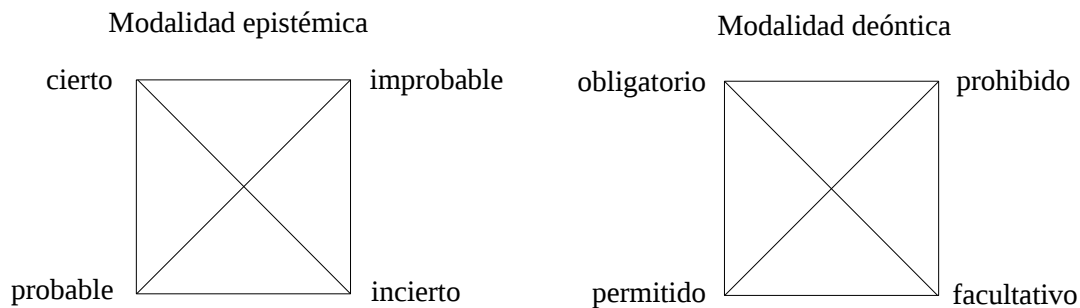 Modalidad epistémica
cierto
improbable
probable
incierto
Modalidad deóntica
obligatorio
prohibido
permitido
facultativo